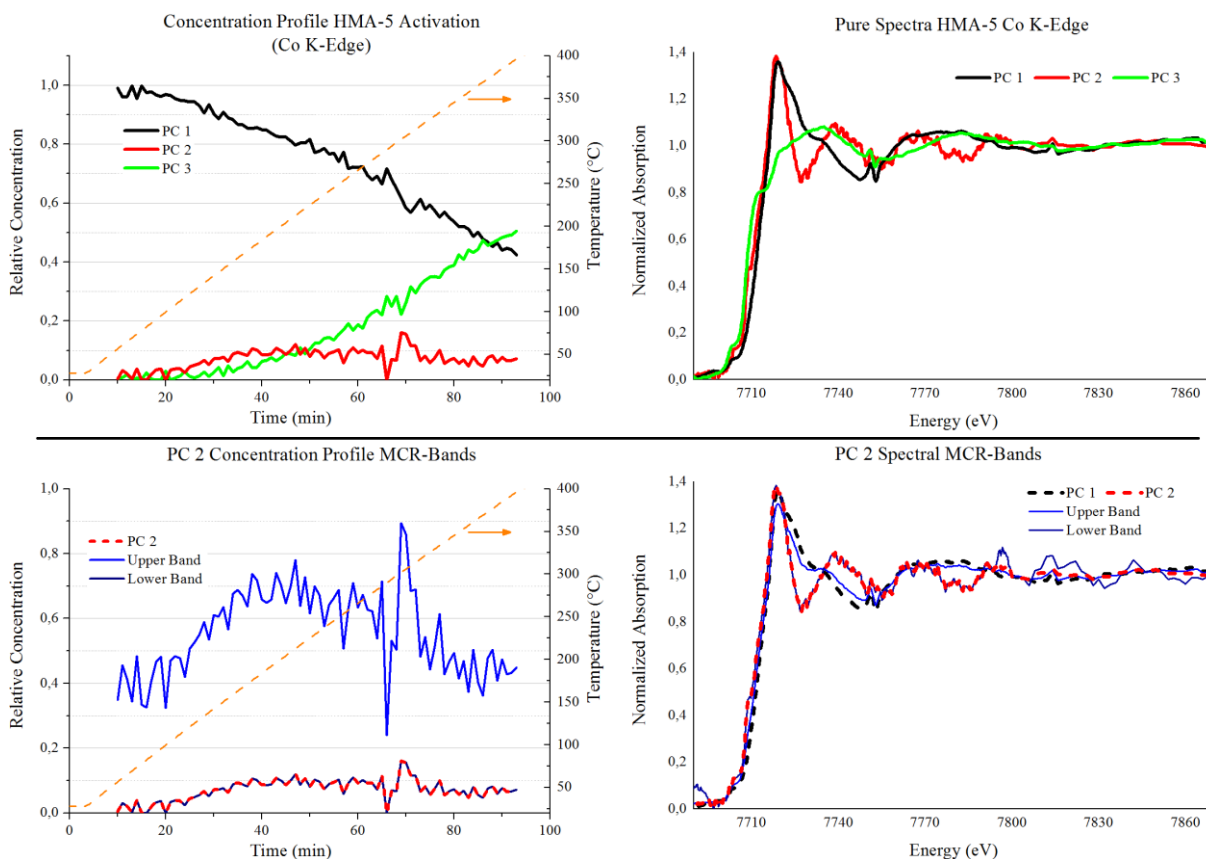 Concentration Profile HMA-5 Activation
(Co K-Edge)
Relative Concentration
1,0
0,8
0,6
0,4
0,2
0,0
PC 1
PC 2
PC 3
400
350
300
250
200
150
100
50
Temperature (°C)
0 20 40 60 80 100
Time (min)
Pure Spectra HMA-5 Co K-Edge
Normalized Absorption
1,4
1,2
1,0
0,8
0,6
0,4
0,2
0,0
PC 1 PC 2 PC 3
7710 7740 7770 7800 7830 7860
Energy (eV)
PC 2 Concentration Profile MCR-Bands
Relative Concentration
1,0
0,8
0,6
0,4
0,2
0,0
PC 2
Upper Band
Lower Band
400
350
300
250
200
150
100
50
Temperature (°C)
0 20 40 60 80 100
Time (min)
PC 2 Spectral MCR-Bands
Normalized Absorption
1,4
1,2
1,0
0,8
0,6
0,4
0,2
0,0
PC 1 PC 2
Upper Band
Lower Band
7710 7740 7770 7800 7830 7860
Energy (eV)